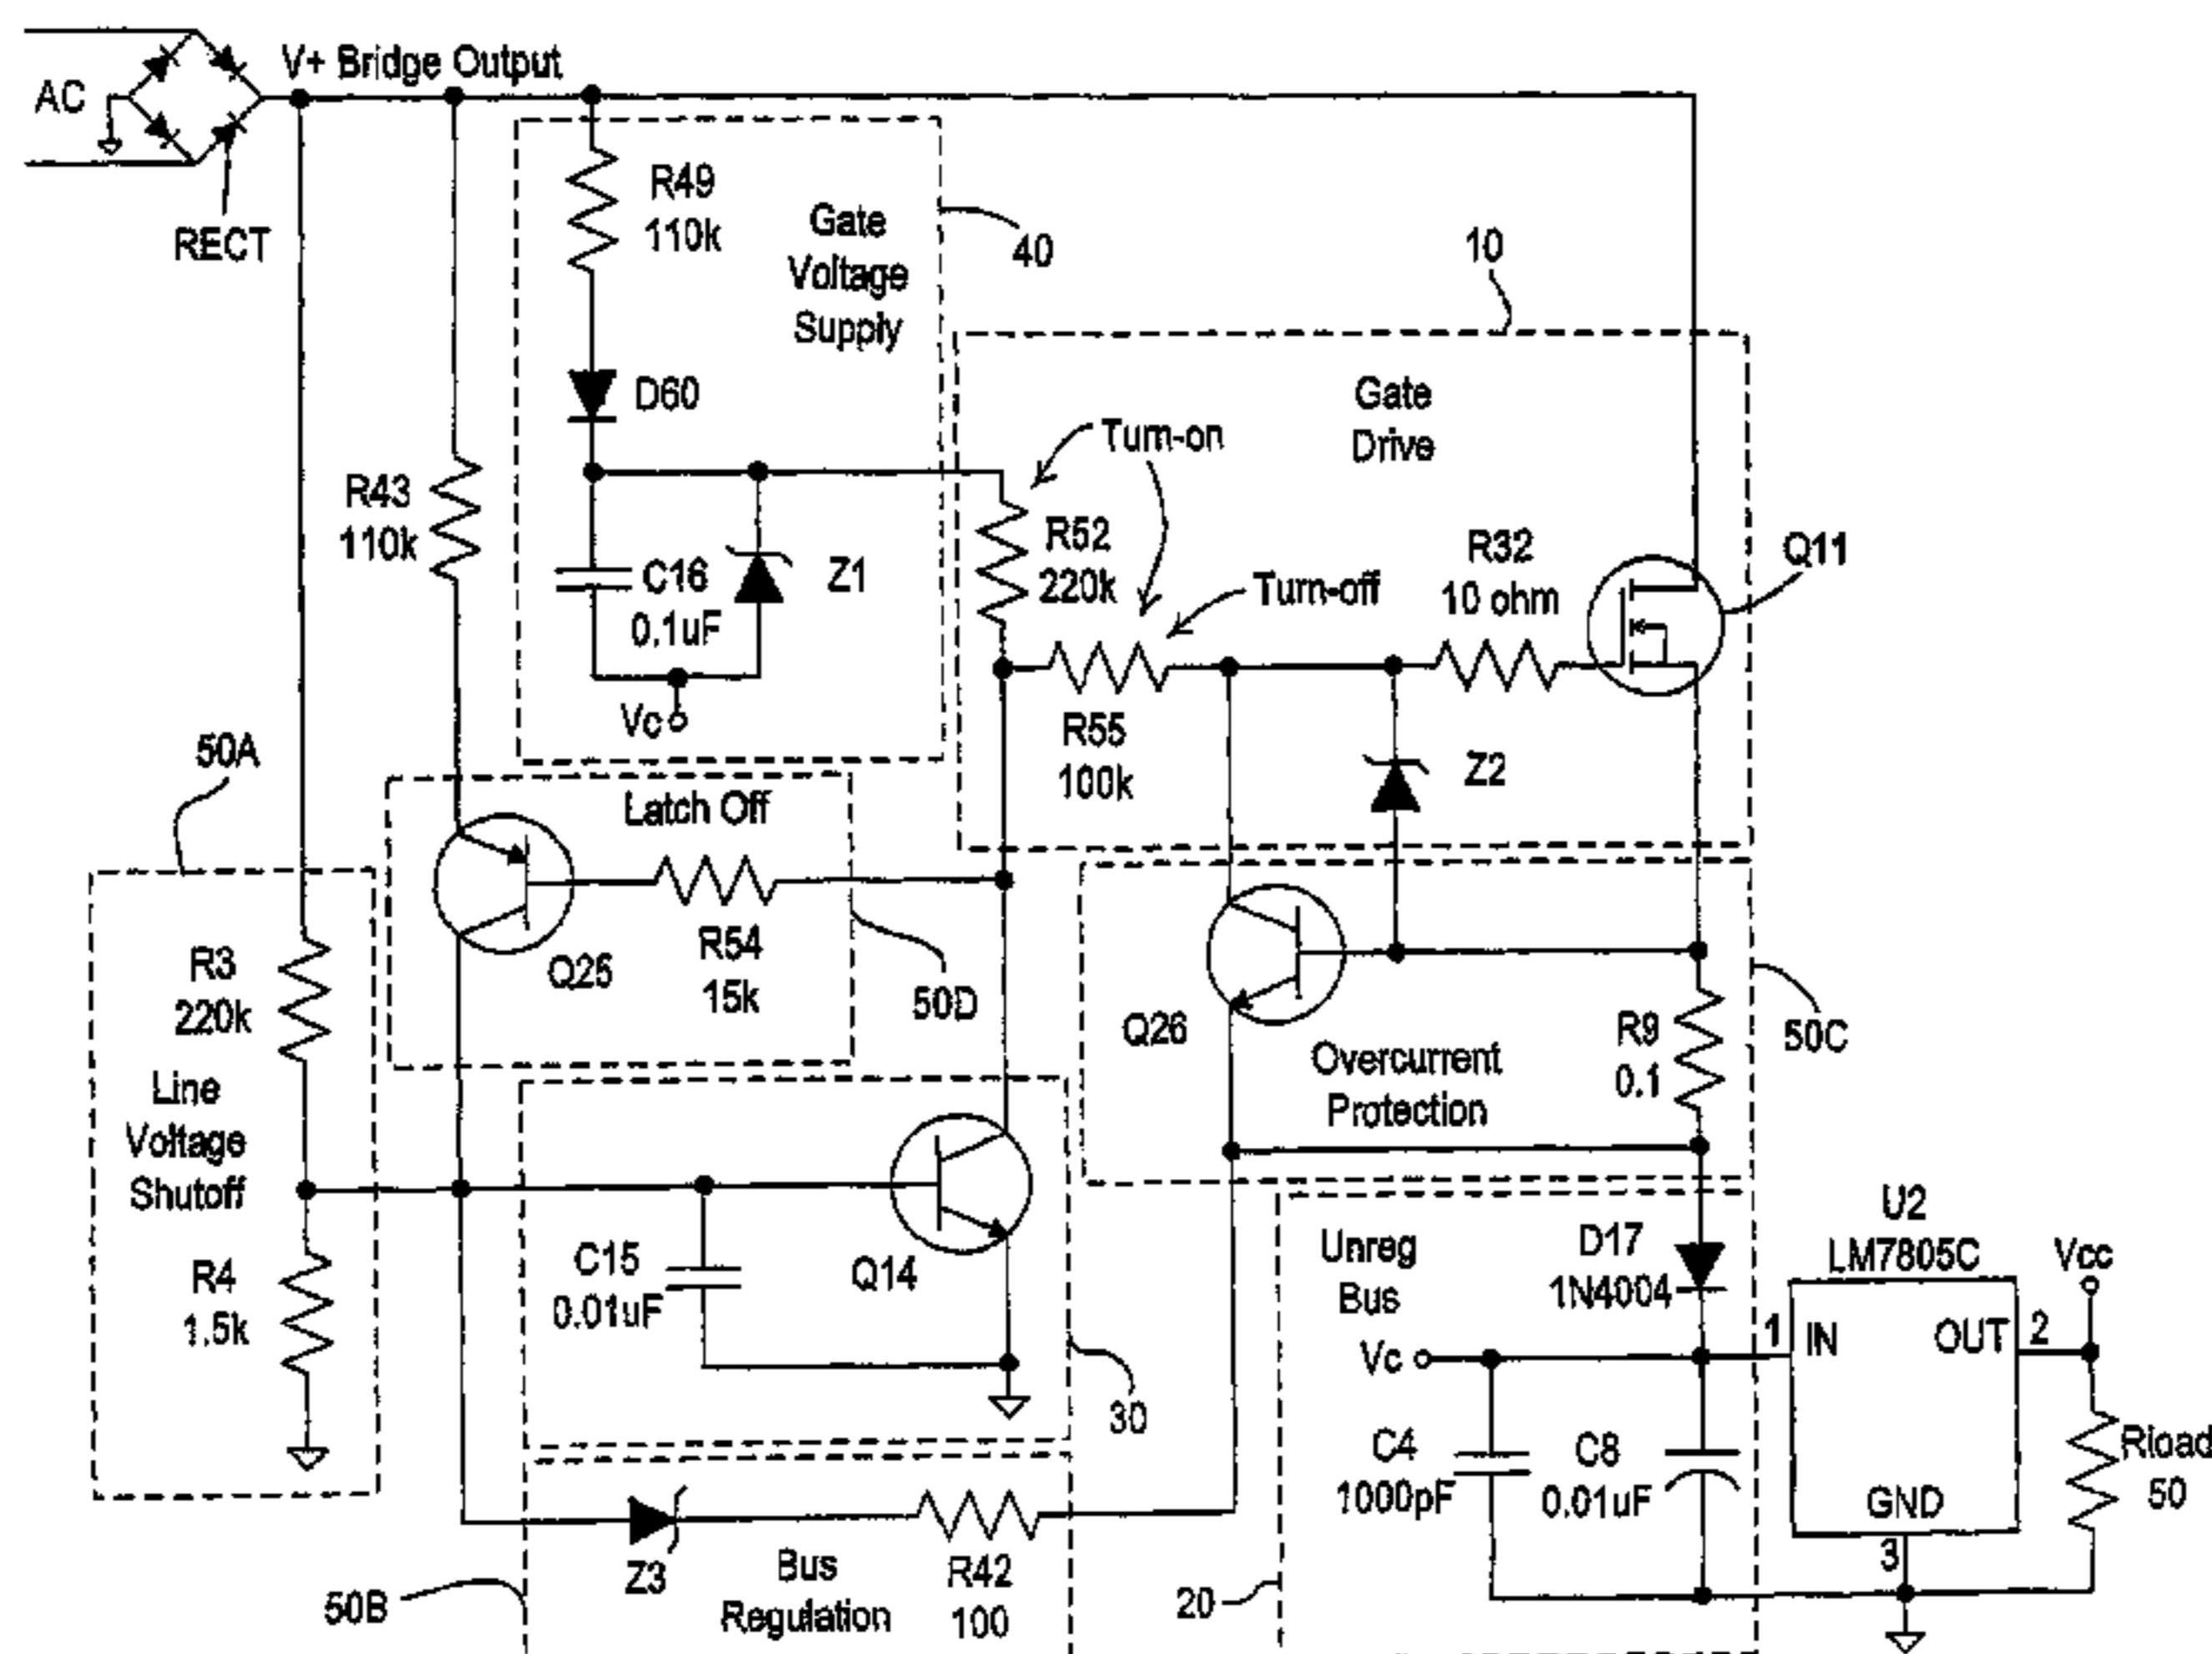 V+ Bridge Output
AC
RECT
R49
110k
Gate
Voltage
Supply
40
10
D60
Gate
Drive
Turn-on
R43
110k
R52
220k
R32
10 ohm
Q11
C16
0.1uF
Z1
Turn-off
Vc
R55
100k
Z2
50A
Latch Off
Q25
R54
15k
50D
R3
220k
Q26
R9
0.1
50C
Overcurrent
Protection
Line
Voltage
Shutoff
R4
1.5k
C15
0.01uF
Q14
30
Unreg
Bus
D17
1N4004
U2
LM7805C
Vcc
Vc
1
IN
OUT
2
C4
1000pF
C8
0.01uF
GND
3
Rload
50
Z3
Bus
Regulation
R42
100
50B
20